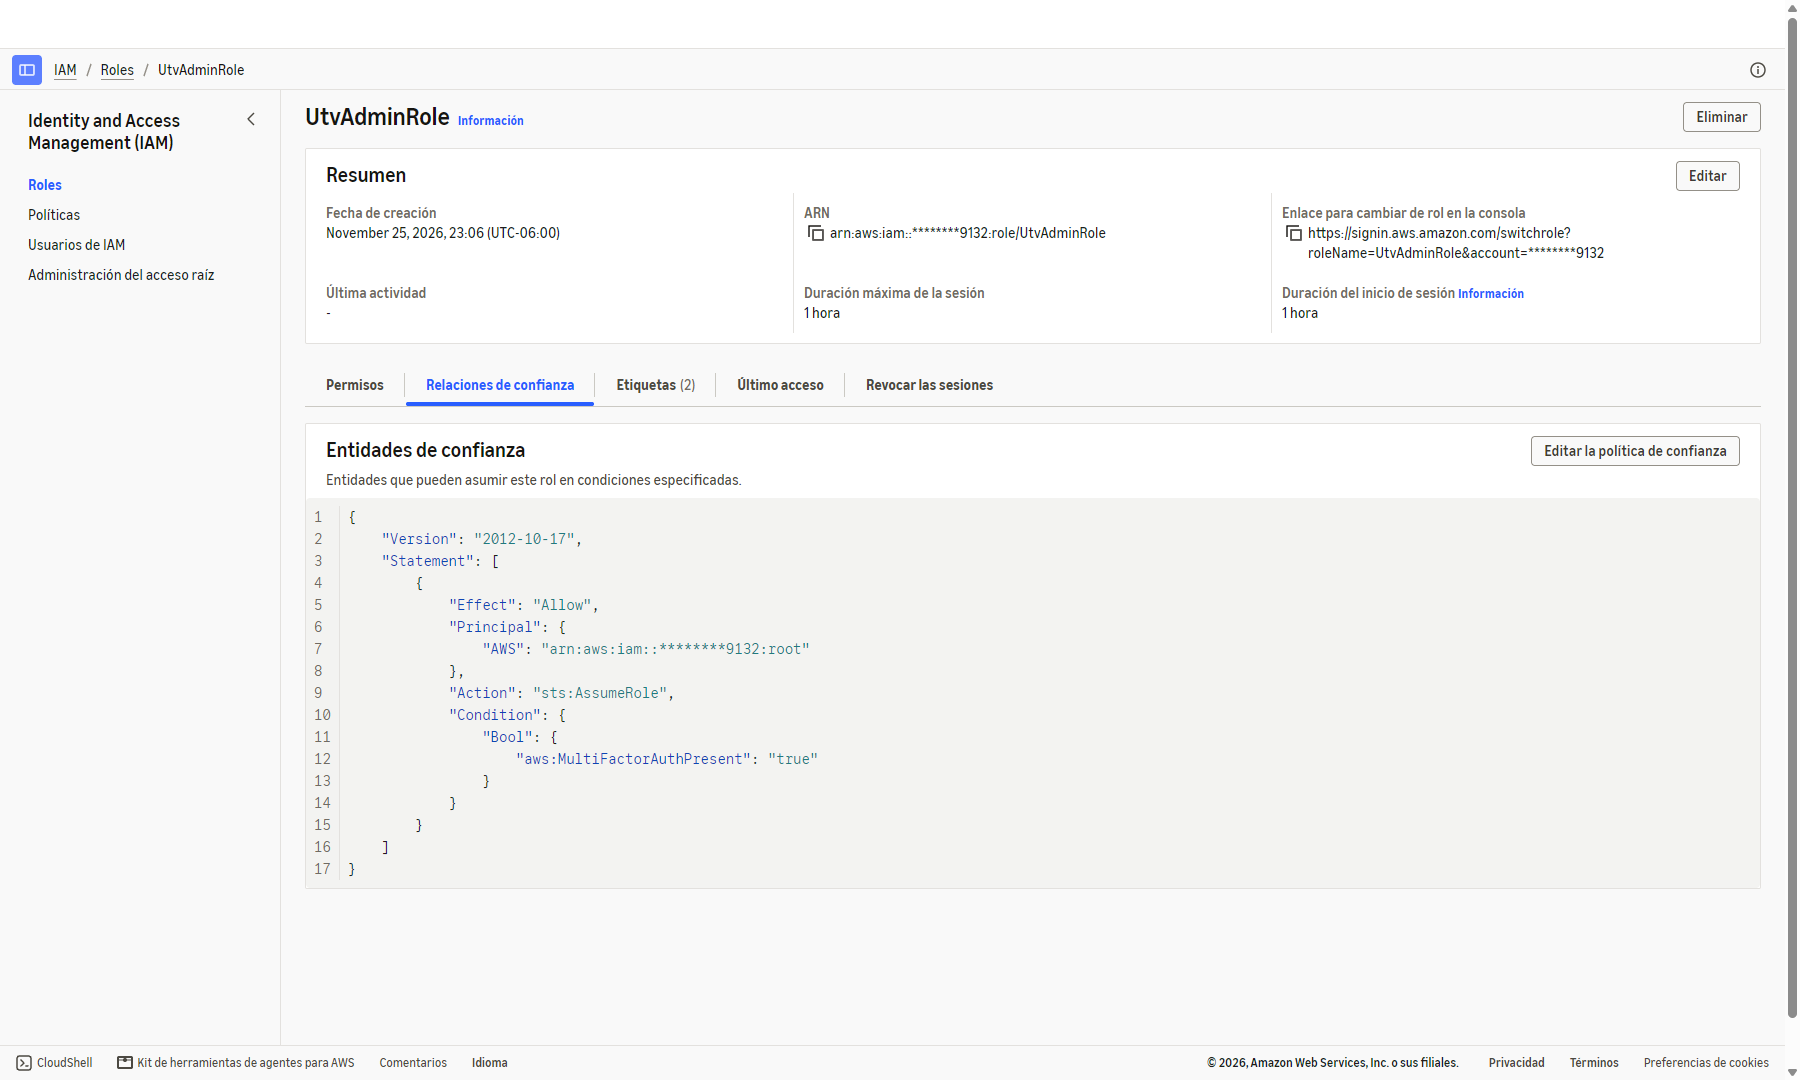 IAM / Roles / UtvAdminRole
Identity and Access
Management (IAM)
Roles
Políticas
Usuarios de IAM
Administración del acceso raíz
UtvAdminRole Información
Eliminar
Resumen
Editar
Fecha de creación
November 25, 2026, 23:06 (UTC-06:00)
ARN
arn:aws:iam::********9132:role/UtvAdminRole
Enlace para cambiar de rol en la consola
https://signin.aws.amazon.com/switchrole?
roleName=UtvAdminRole&account=********9132
Última actividad
-
Duración máxima de la sesión
1 hora
Duración del inicio de sesión Información
1 hora
Permisos
Relaciones de confianza
Etiquetas (2)
Último acceso
Revocar las sesiones
Entidades de confianza
Editar la política de confianza
Entidades que pueden asumir este rol en condiciones especificadas.
1 {
2     "Version": "2012-10-17",
3     "Statement": [
4         {
5             "Effect": "Allow",
6             "Principal": {
7                 "AWS": "arn:aws:iam::********9132:root"
8             },
9             "Action": "sts:AssumeRole",
10             "Condition": {
11                 "Bool": {
12                     "aws:MultiFactorAuthPresent": "true"
13                 }
14             }
15         }
16     ]
17 }
CloudShell
Kit de herramientas de agentes para AWS
Comentarios
Idioma
© 2026, Amazon Web Services, Inc. o sus filiales.
Privacidad
Términos
Preferencias de cookies